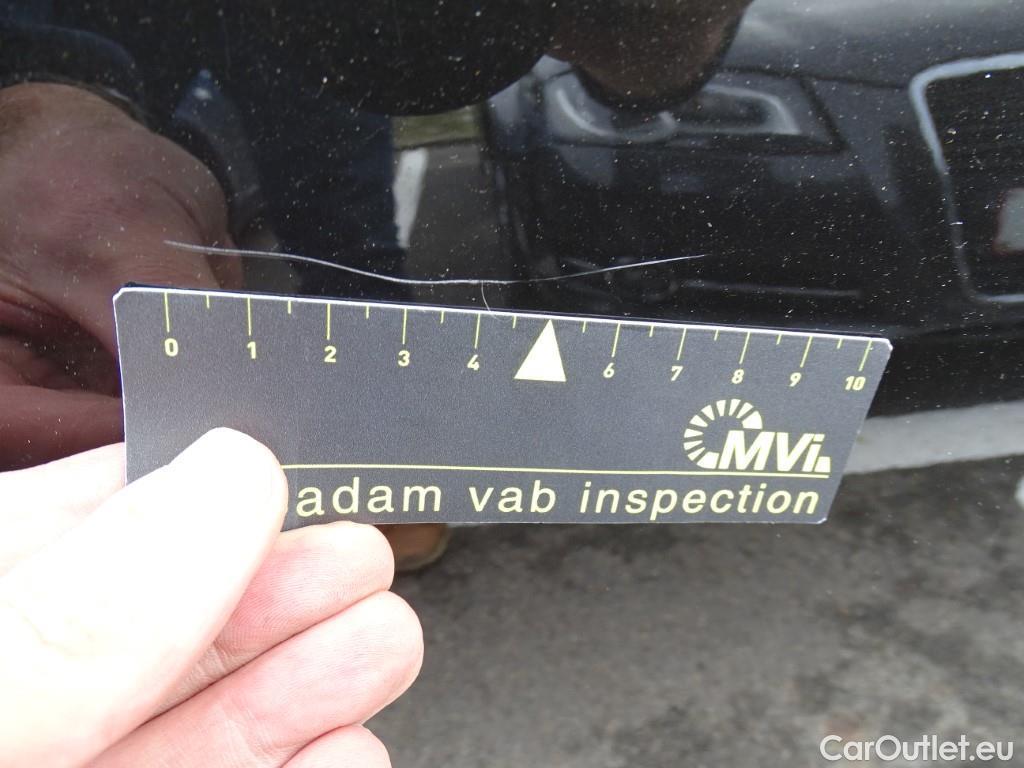 0 1 2 3 4 6 7 8 9 10
MVi
adam vab inspection
CarOutlet.eu